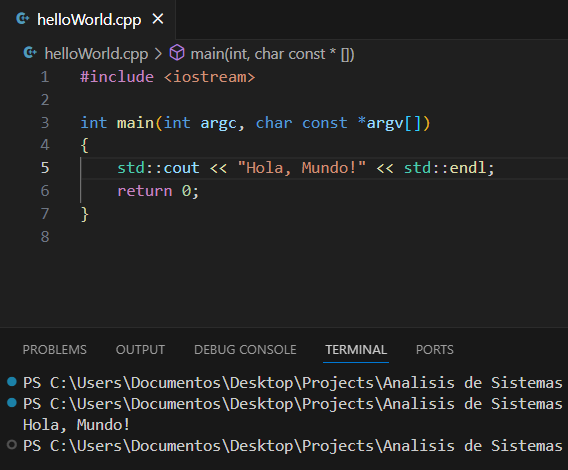 helloWorld.cpp ×
helloWorld.cpp > main(int, char const * [])
1 #include <iostream>
2
3 int main(int argc, char const *argv[])
4 {
5 std::cout << "Hola, Mundo!" << std::endl;
6 return 0;
7 }
8
PROBLEMS OUTPUT DEBUG CONSOLE TERMINAL PORTS
PS C:\Users\Documentos\Desktop\Projects\Analisis de Sistemas
PS C:\Users\Documentos\Desktop\Projects\Analisis de Sistemas
Hola, Mundo!
PS C:\Users\Documentos\Desktop\Projects\Analisis de Sistemas